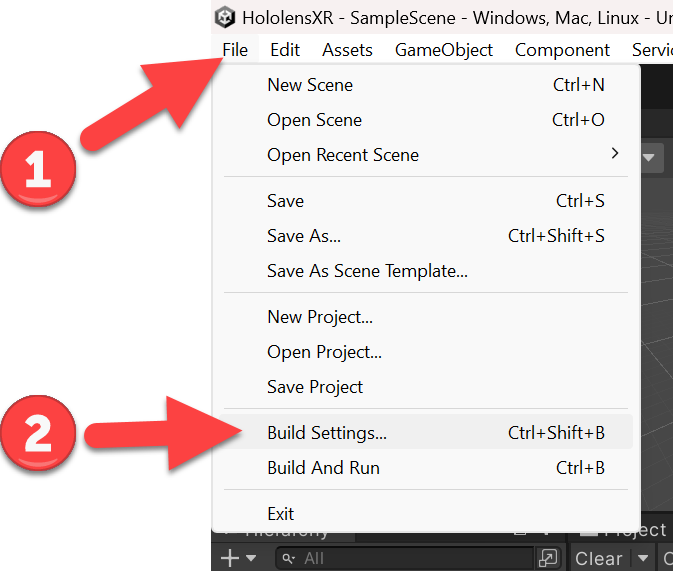 HololensXR - SampleScene - Windows, Mac, Linux -
File Edit Assets GameObject Component
New Scene Ctrl+N
Open Scene Ctrl+O
1
Open Recent Scene
Save Ctrl+S
Save As... Ctrl+Shift+S
Save As Scene Template...
New Project...
Open Project...
Save Project
2
Build Settings... Ctrl+Shift+B
Build And Run Ctrl+B
Exit
Hierarchy Project
All Clear